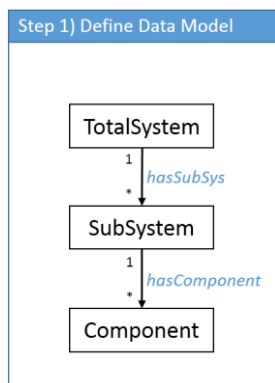 Step 1) Define Data Model
TotalSystem
1
hasSubSys
*
SubSystem
1
hasComponent
*
Component